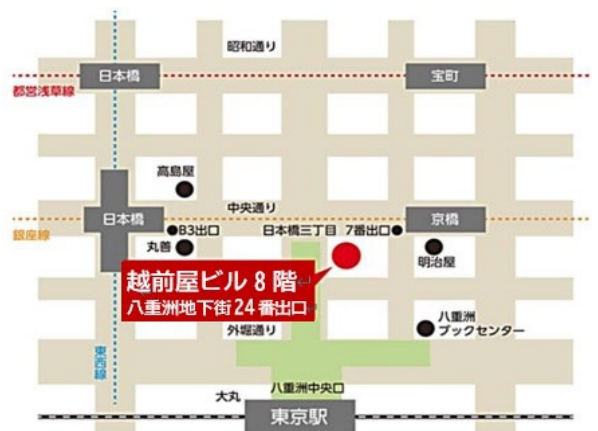 昭和通り
日本橋
宝町
都営浅草線
高島屋
中央通り
日本橋
B3出口
日本橋三丁目 7番出口
京橋
銀座線
丸善
明治屋
越前屋ビル 8 階↵
八重洲地下街 24 番出口↵
外堀通り
八重洲
ブックセンター
東西線
大丸
八重洲中央口
東京駅